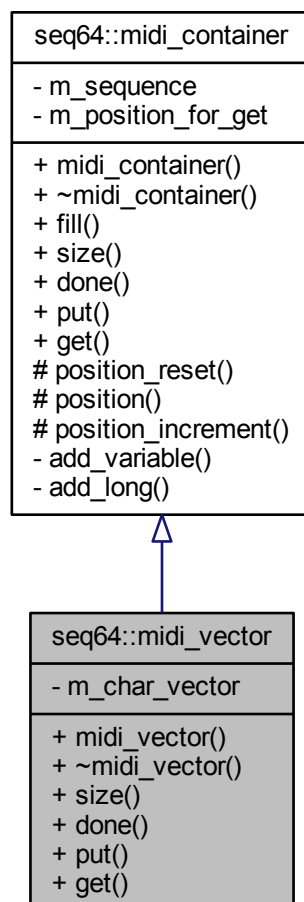 seq64::midi_container
- m_sequence
- m_position_for_get
+ midi_container()
+ ~midi_container()
+ fill()
+ size()
+ done()
+ put()
+ get()
# position_reset()
# position()
# position_increment()
- add_variable()
- add_long()
seq64::midi_vector
- m_char_vector
+ midi_vector()
+ ~midi_vector()
+ size()
+ done()
+ put()
+ get()